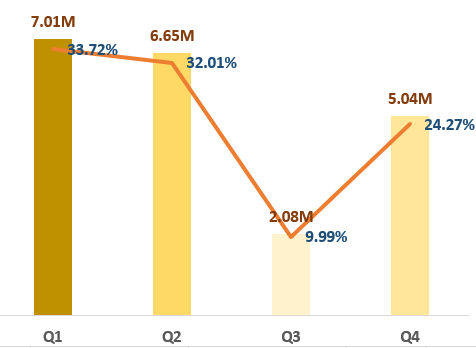 7.01M
33.72%
6.65M
32.01%
2.08M
9.99%
5.04M
24.27%
Q1 Q2 Q3 Q4